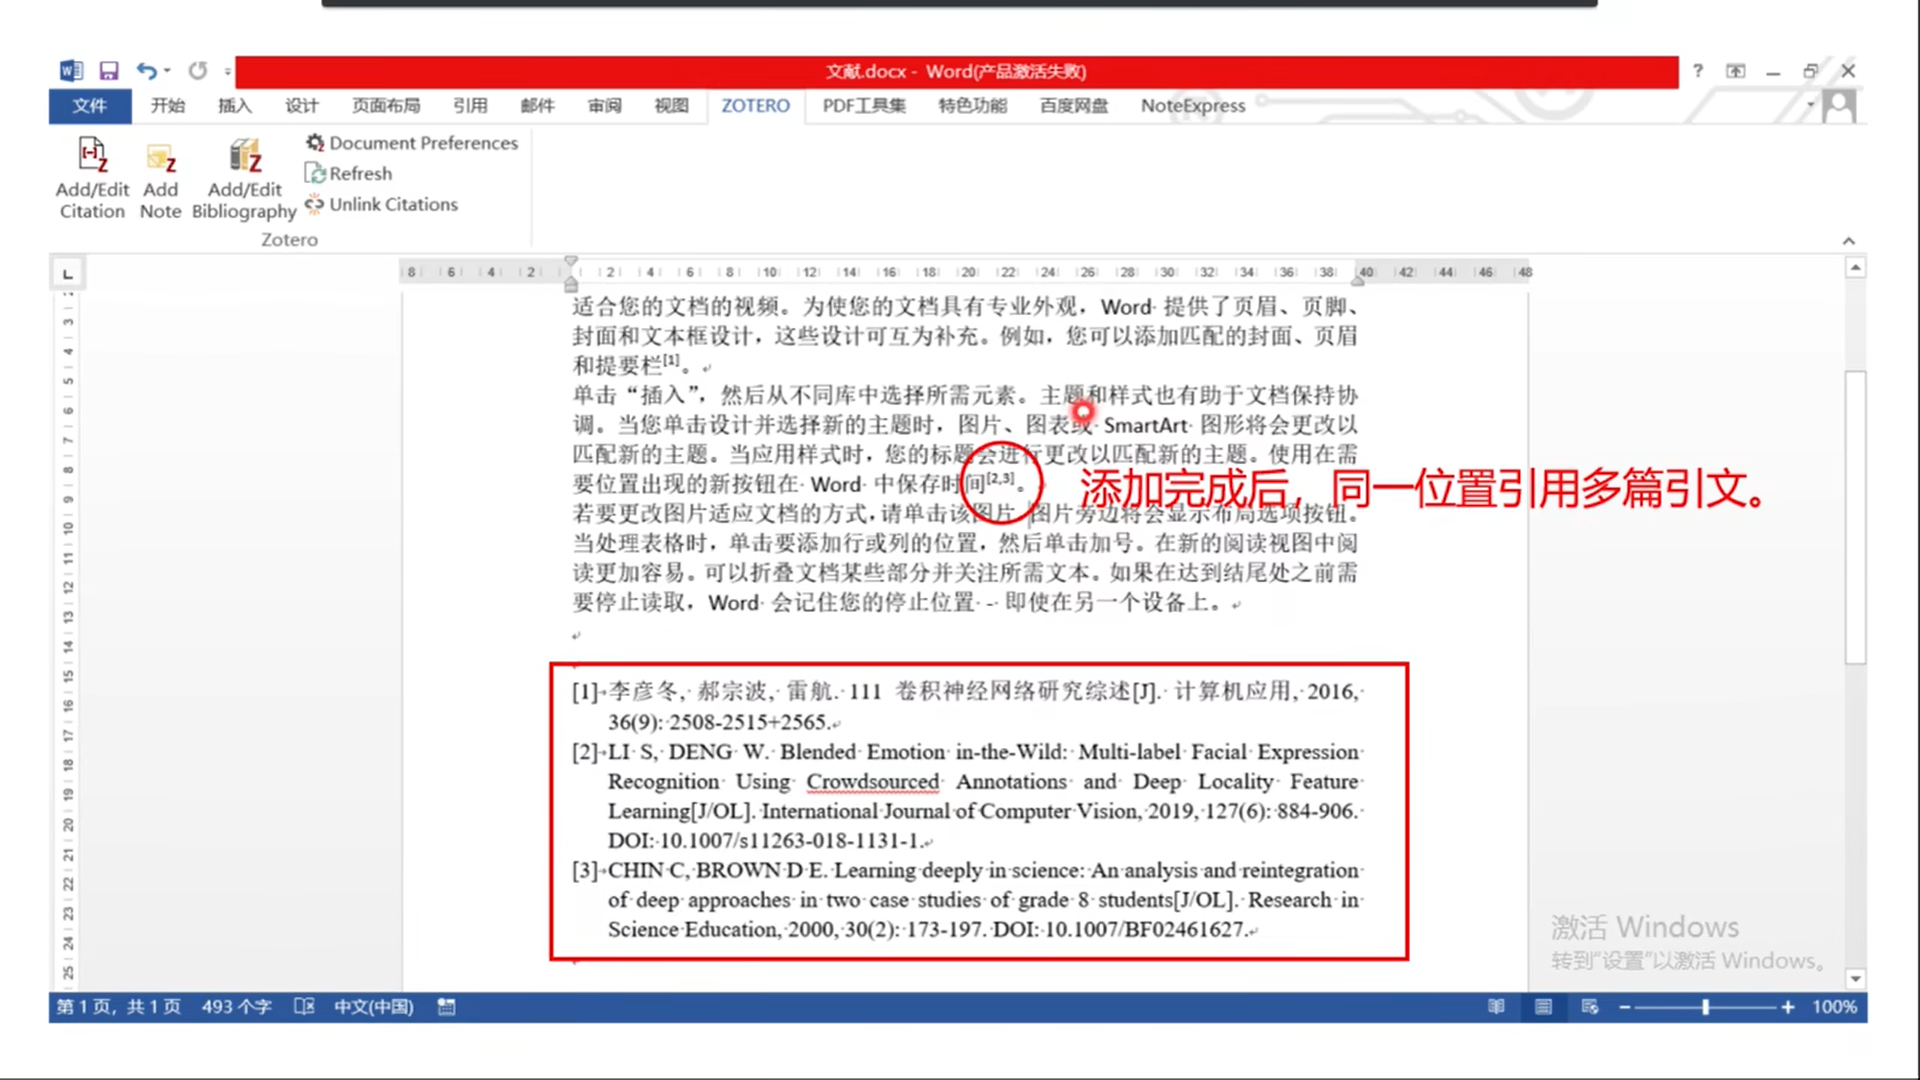 文献.docx - Word(产品激活失败)
文件 开始 插入 设计 页面布局 引用 邮件 审阅 视图 ZOTERO PDF工具集 特色功能 百度网盘 NoteExpress
Add/Edit Citation
Add Note
Add/Edit Bibliography
Document Preferences
Refresh
Unlink Citations
Zotero
8 6 4 2 2 4 6 8 10 12 14 16 18 20 22 24 26 28 30 32 34 36 38 40 42 44 46 48
适合您的文档的视频。为使您的文档具有专业外观，Word 提供了页眉、页脚、
封面和文本框设计，这些设计可互为补充。例如，您可以添加匹配的封面、页眉
和提要栏[1]。
单击“插入”，然后从不同库中选择所需元素。主题和样式也有助于文档保持协
调。当您单击设计并选择新的主题时，图片、图表或 SmartArt 图形将会更改以
匹配新的主题。当应用样式时，您的标题会进行更改以匹配新的主题。使用在需
要位置出现的新按钮在 Word 中保存时间[2,3]。
添加完成后，同一位置引用多篇引文。
若要更改图片适应文档的方式，请单击该图片，图片旁边将会显示布局选项按钮。
当处理表格时，单击要添加行或列的位置，然后单击加号。在新的阅读视图中阅
读更加容易。可以折叠文档某些部分并关注所需文本。如果在达到结尾处之前需
要停止读取，Word 会记住您的停止位置 - 即使在另一个设备上。
[1] 李彦冬, 郝宗波, 雷航. 111 卷积神经网络研究综述[J]. 计算机应用, 2016,
36(9): 2508-2515+2565.
[2] LI S, DENG W. Blended Emotion in-the-Wild: Multi-label Facial Expression
Recognition Using Crowdsourced Annotations and Deep Locality Feature
Learning[J/OL]. International Journal of Computer Vision, 2019, 127(6): 884-906.
DOI: 10.1007/s11263-018-1131-1.
[3] CHIN C, BROWN D E. Learning deeply in science: An analysis and reintegration
of deep approaches in two case studies of grade 8 students[J/OL]. Research in
Science Education, 2000, 30(2): 173-197. DOI: 10.1007/BF02461627.
3
4
5
6
7
8
9
10
11
12
13
14
15
16
17
18
19
20
21
22
23
24
25
激活 Windows
转到“设置”以激活 Windows。
第 1 页，共 1 页 493 个字 中文(中国) 100%